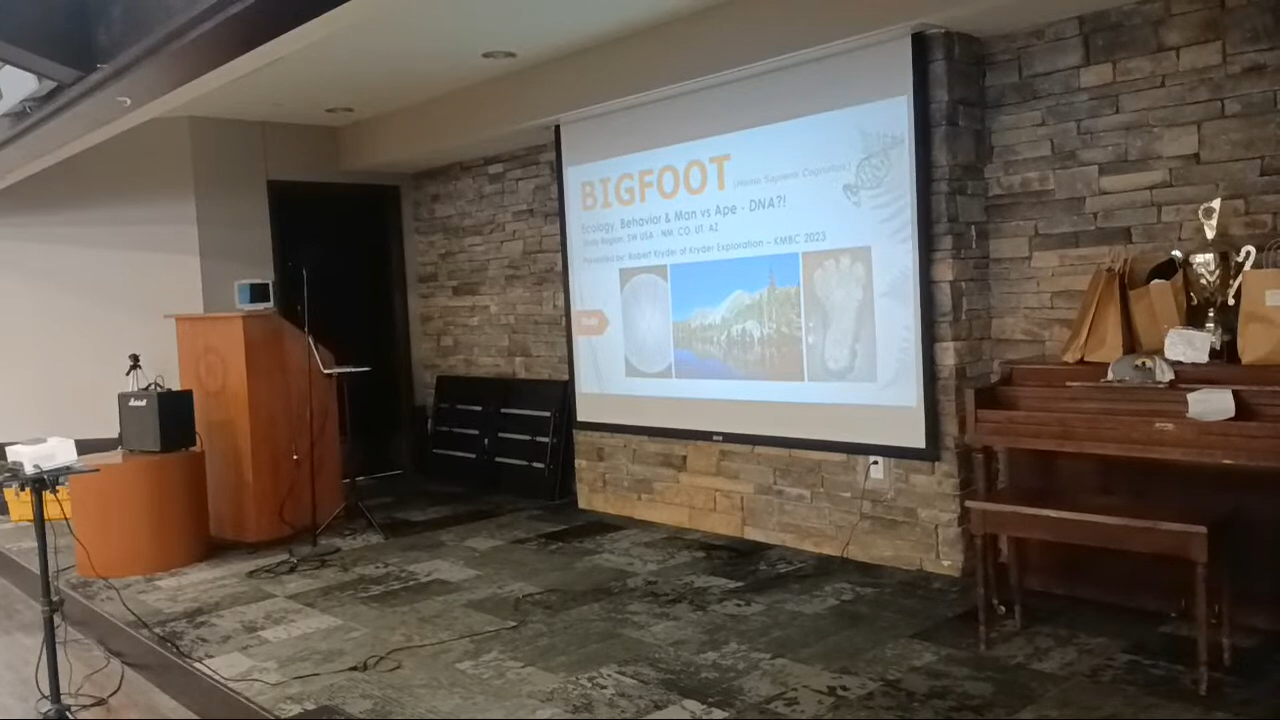 BIGFOOT (Homo Sapiens Cognatus)
Ecology, Behavior & Man vs Ape - DNA?!
Study Region: SW USA - NM, CO, UT, AZ
Presented by: Robert Kryder of Kryder Exploration – KMBC 2023
Marshall